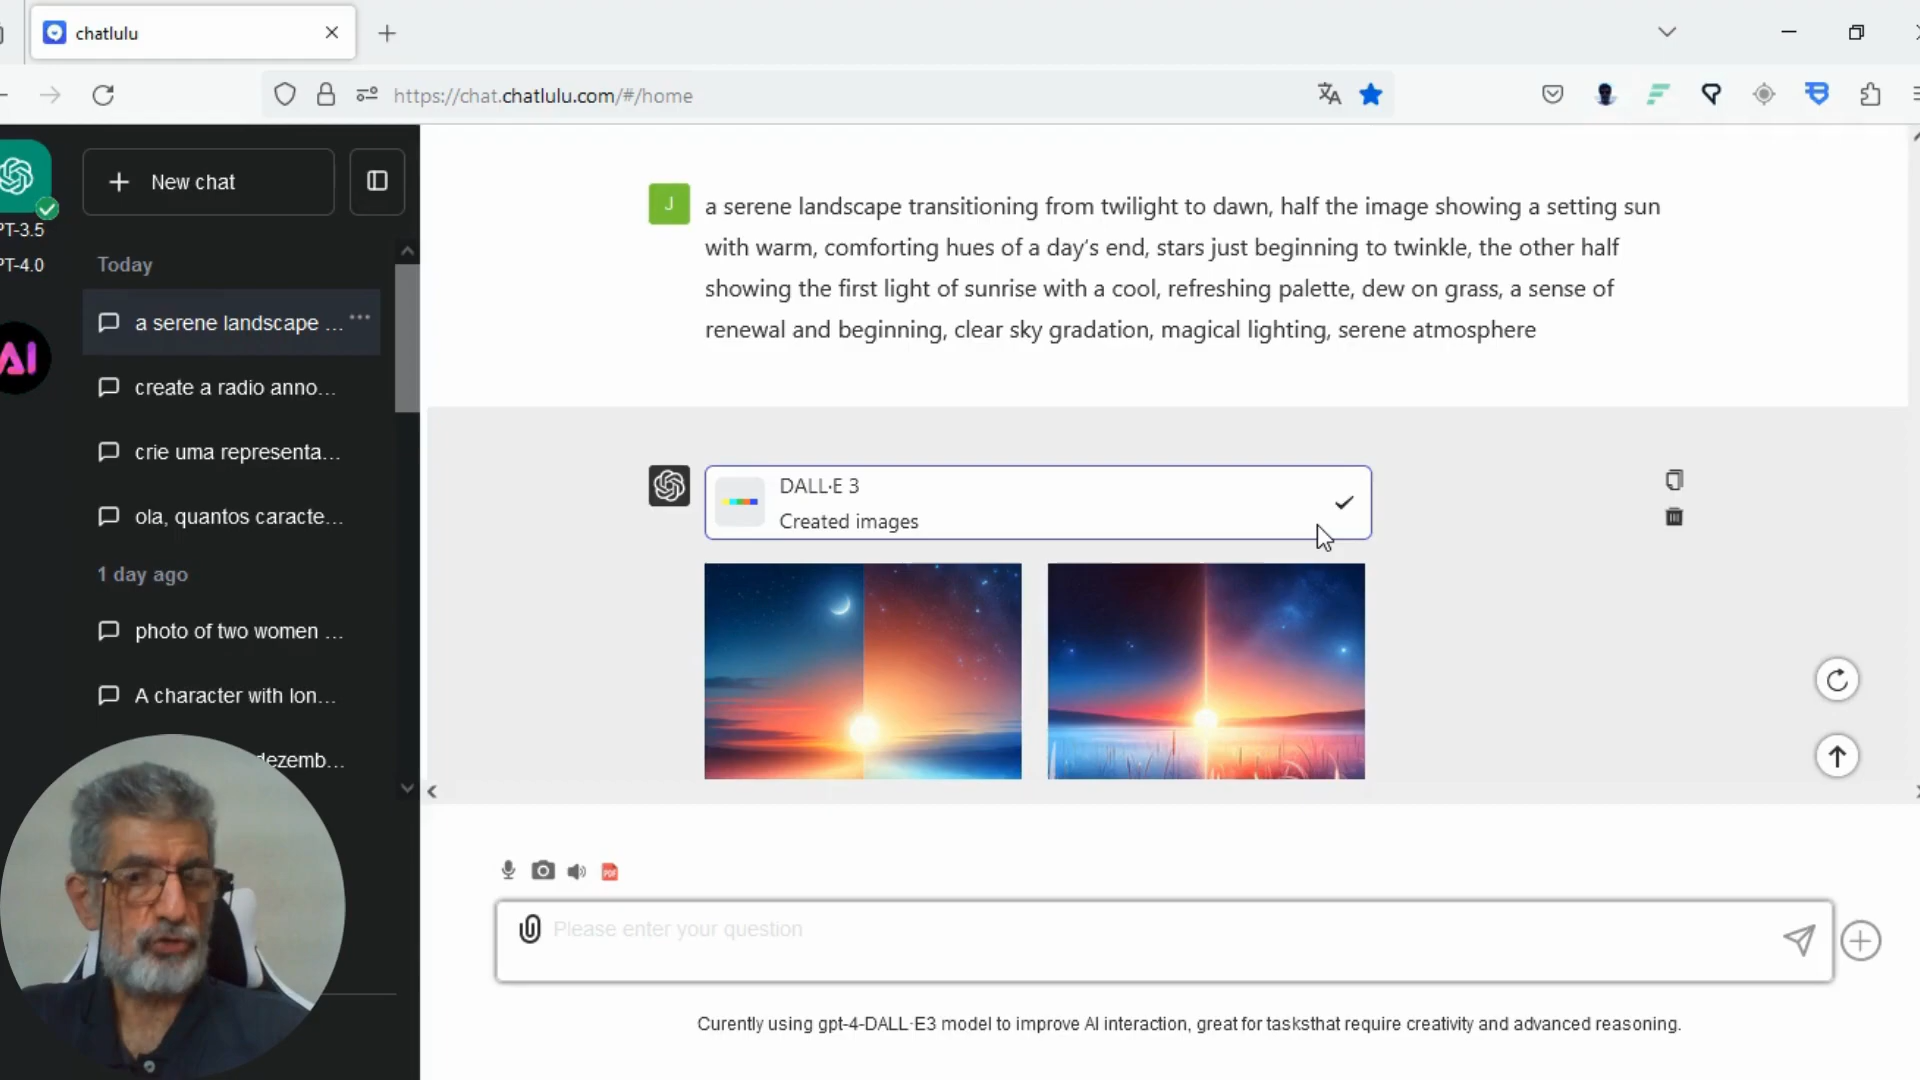 chatlulu
https://chat.chatlulu.com/#/home
New chat
PT-3.5
PT-4.0
AI
Today
a serene landscape ...
create a radio anno...
crie uma representa...
ola, quantos caracte...
1 day ago
photo of two women ...
A character with lon...
dezemb...
J
a serene landscape transitioning from twilight to dawn, half the image showing a setting sun
with warm, comforting hues of a day's end, stars just beginning to twinkle, the other half
showing the first light of sunrise with a cool, refreshing palette, dew on grass, a sense of
renewal and beginning, clear sky gradation, magical lighting, serene atmosphere
DALL·E 3
Created images
PDF
Please enter your question
Curently using gpt-4-DALL·E3 model to improve AI interaction, great for tasksthat require creativity and advanced reasoning.